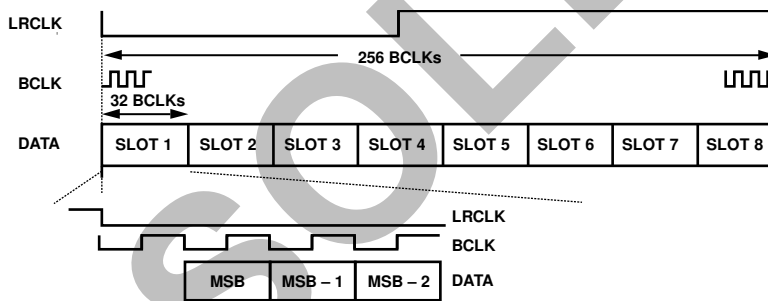 LRCLK
256 BCLKs
BCLK
32 BCLKs
DATA SLOT 1 SLOT 2 SLOT 3 SLOT 4 SLOT 5 SLOT 6 SLOT 7 SLOT 8
LRCLK
BCLK
MSB MSB – 1 MSB – 2 DATA